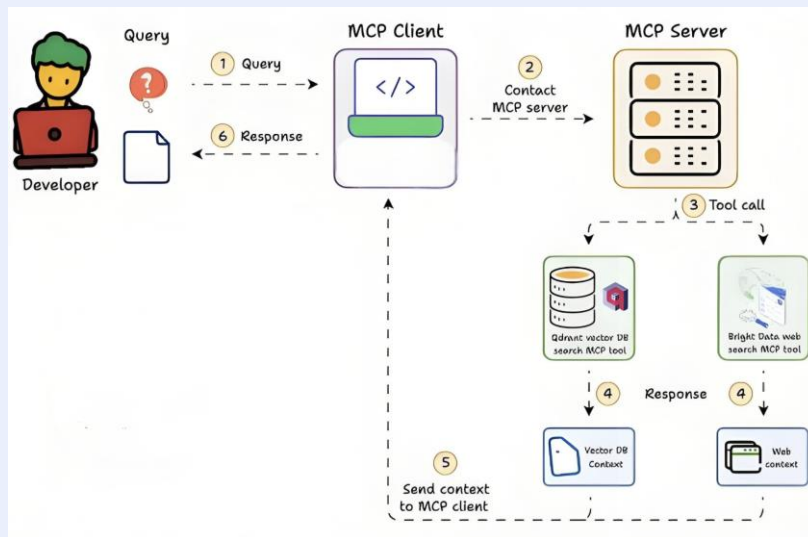 Query
MCP Client
MCP Server
1 Query
2
Contact
MCP server
6 Response
Developer
</>
3 Tool call
Qdrant vector DB
search MCP tool
Bright Data web
search MCP tool
4 Response 4
Vector DB
Context
Web
context
5
Send context
to MCP client
?